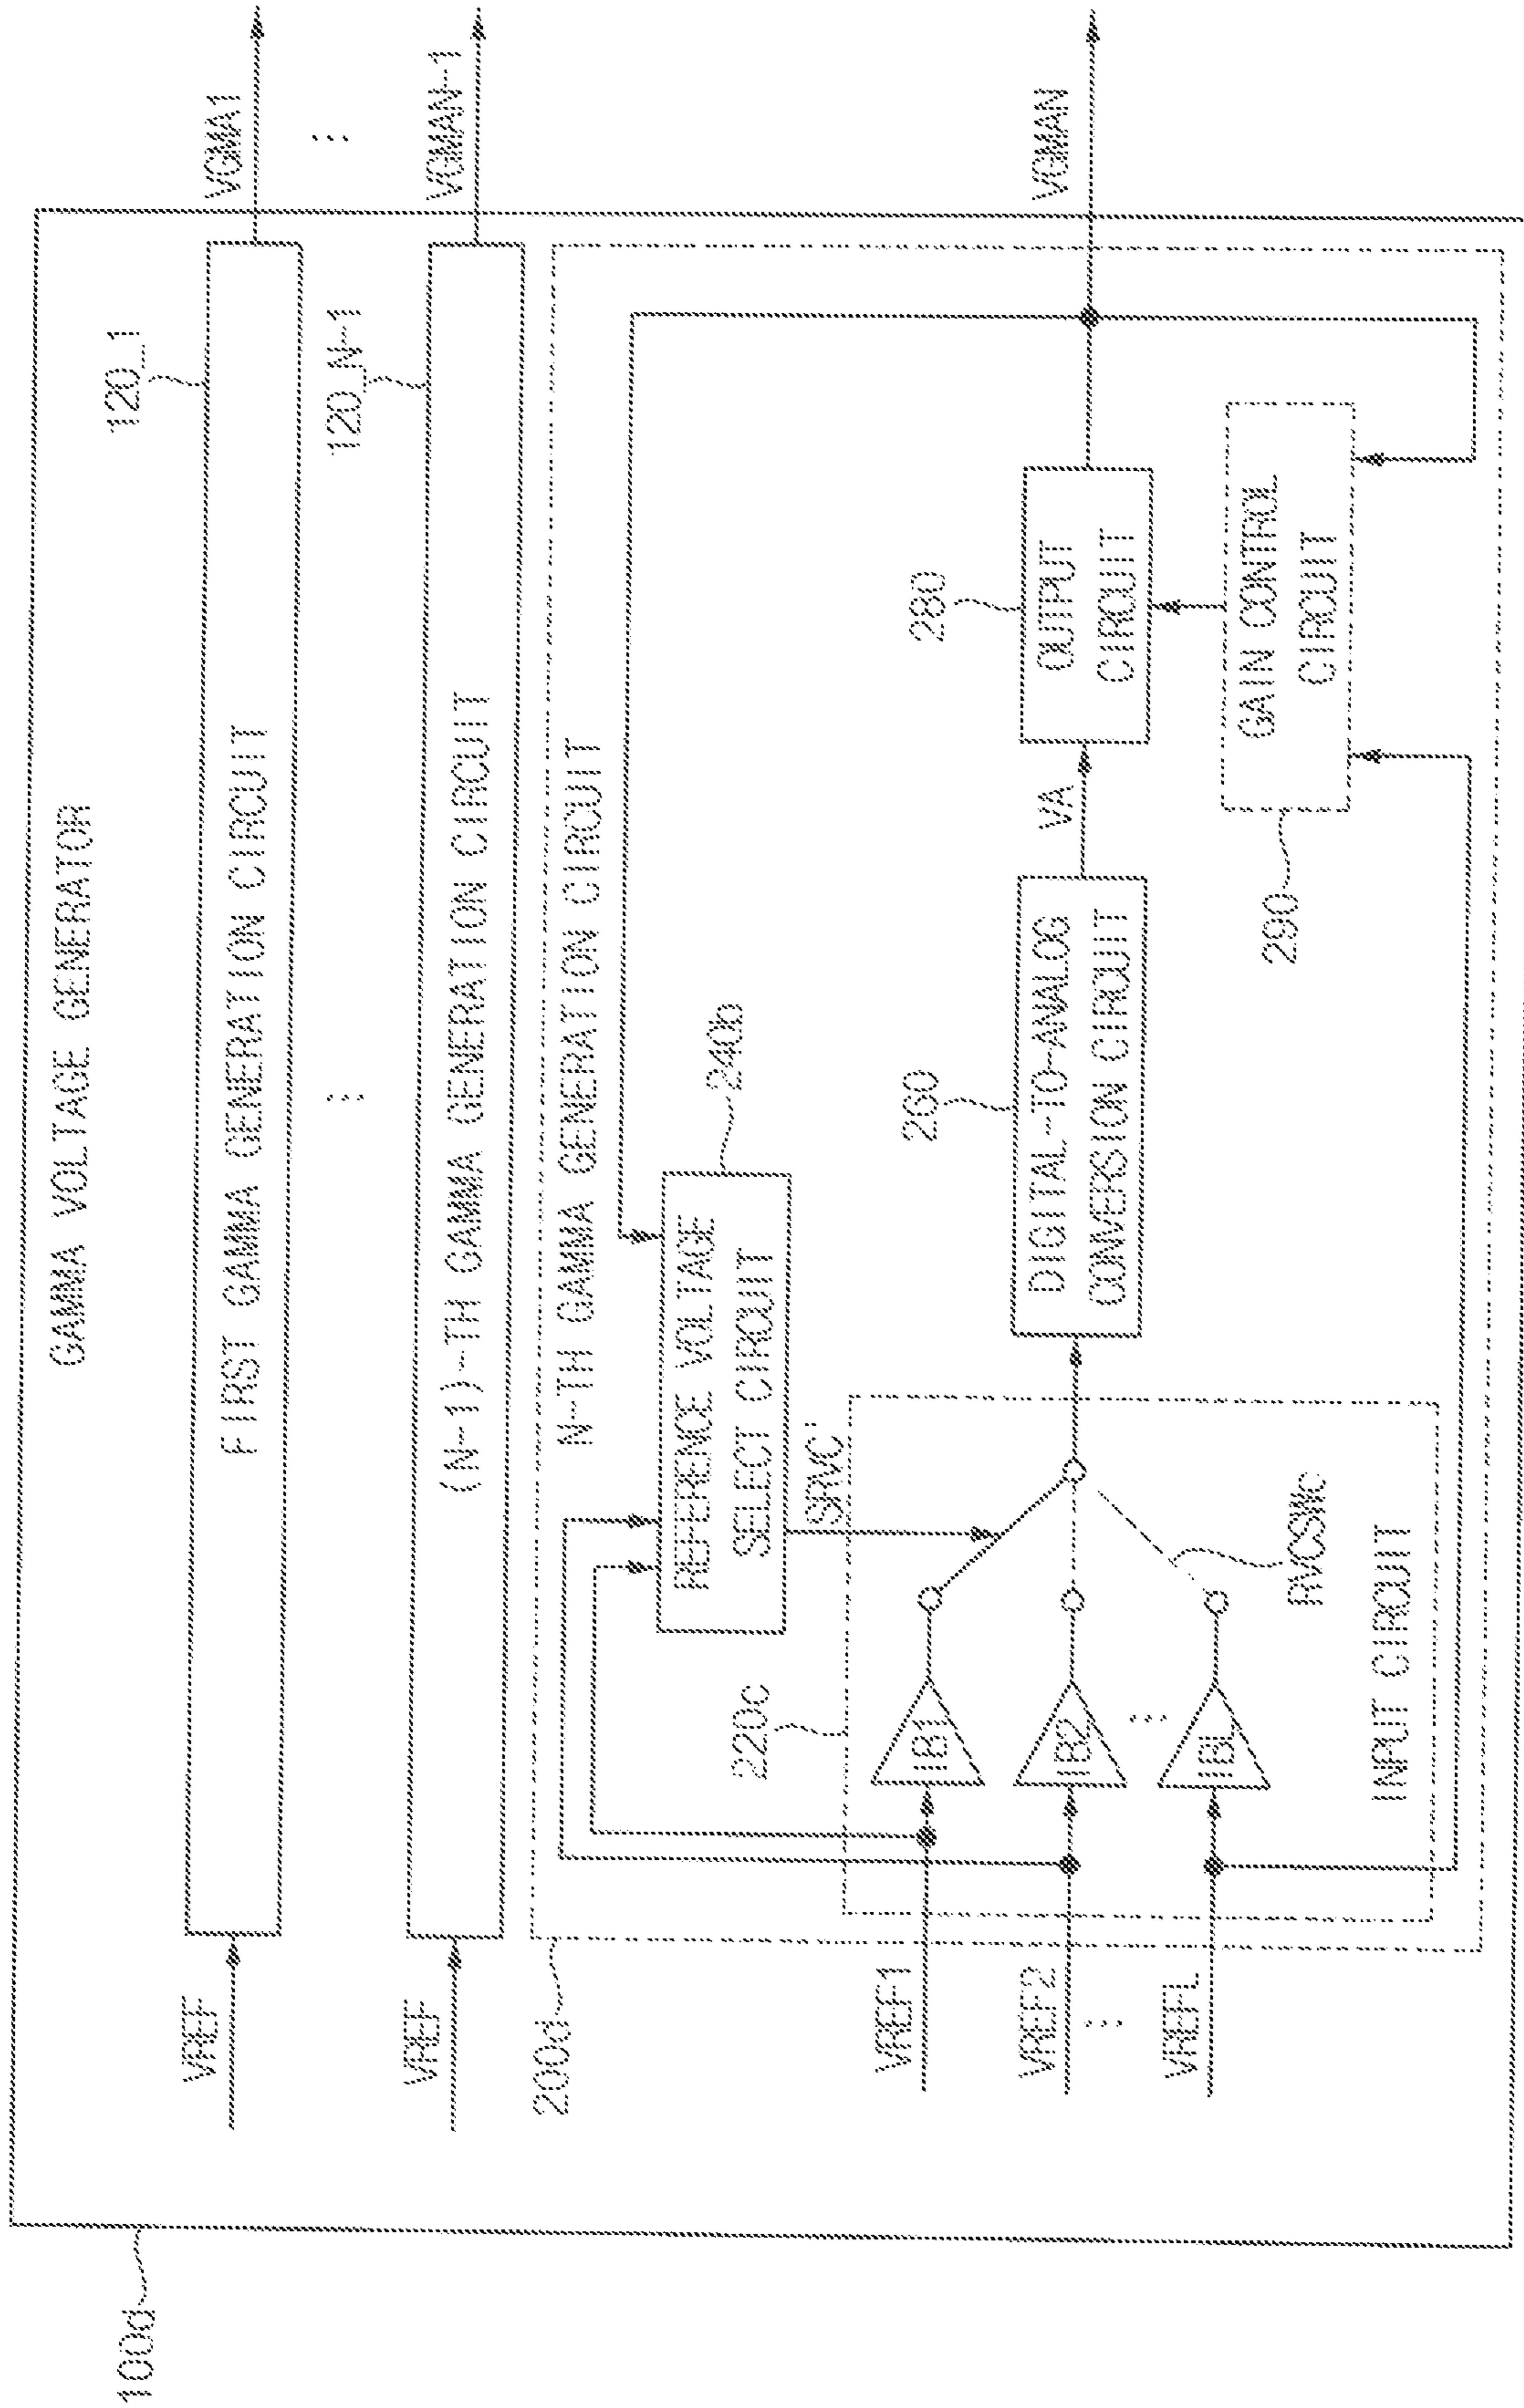 100d
GAMMA VOLTAGE GENERATOR
120_1
VREF
FIRST GAMMA GENERATION CIRCUIT
VGMA1
⋮
⋮
120_N-1
VREF
(N-1)-TH GAMMA GENERATION CIRCUIT
VGMAN-1
200d
N-TH GAMMA GENERATION CIRCUIT
REFERENCE VOLTAGE
SELECT CIRCUIT
240b
220c
SRVC'
VREF1
IB1
VREF2
IB2
⋮
⋮
VREFL
IBL
RVCSWc
INPUT CIRCUIT
260
DIGITAL-TO-ANALOG
CONVERSION CIRCUIT
VA
280
OUTPUT
CIRCUIT
VGMAN
290
GAIN CONTROL
CIRCUIT